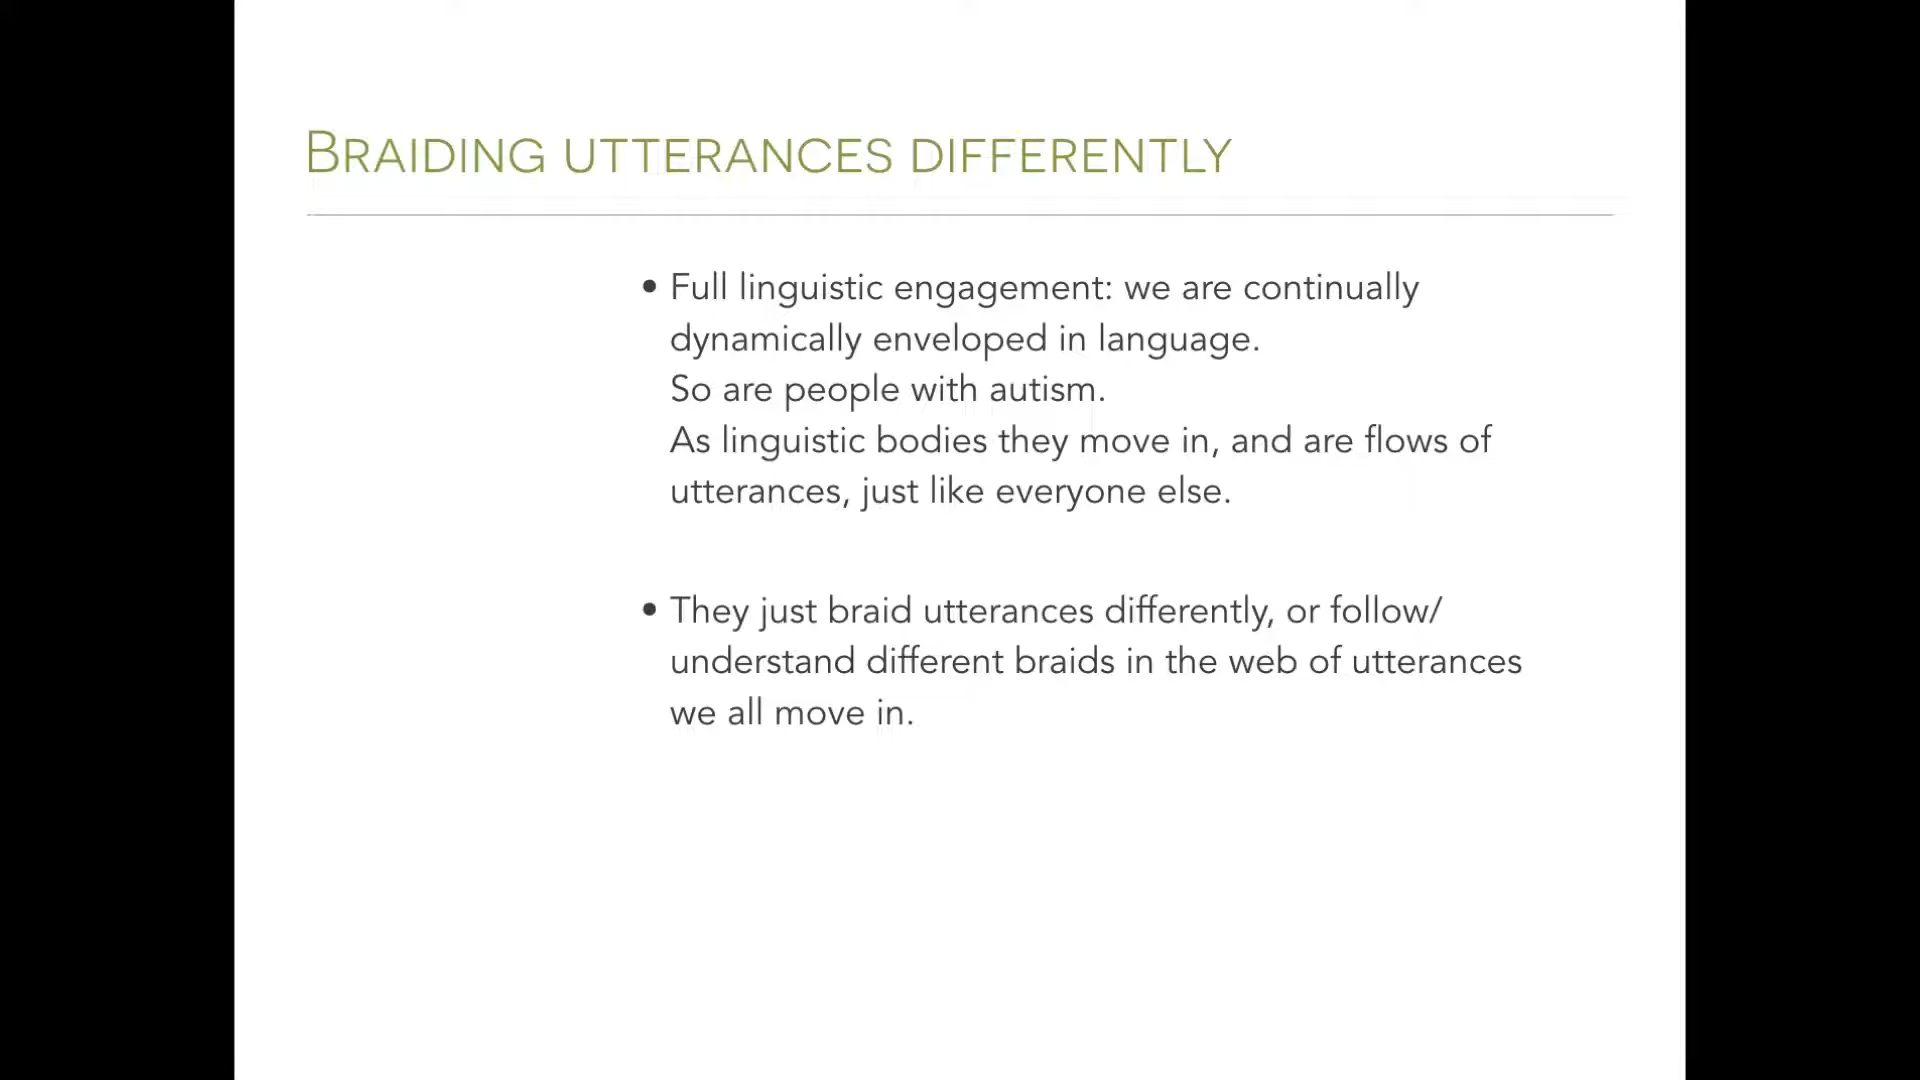 Braiding utterances differently
• Full linguistic engagement: we are continually
dynamically enveloped in language.
So are people with autism.
As linguistic bodies they move in, and are flows of
utterances, just like everyone else.
• They just braid utterances differently, or follow/
understand different braids in the web of utterances
we all move in.